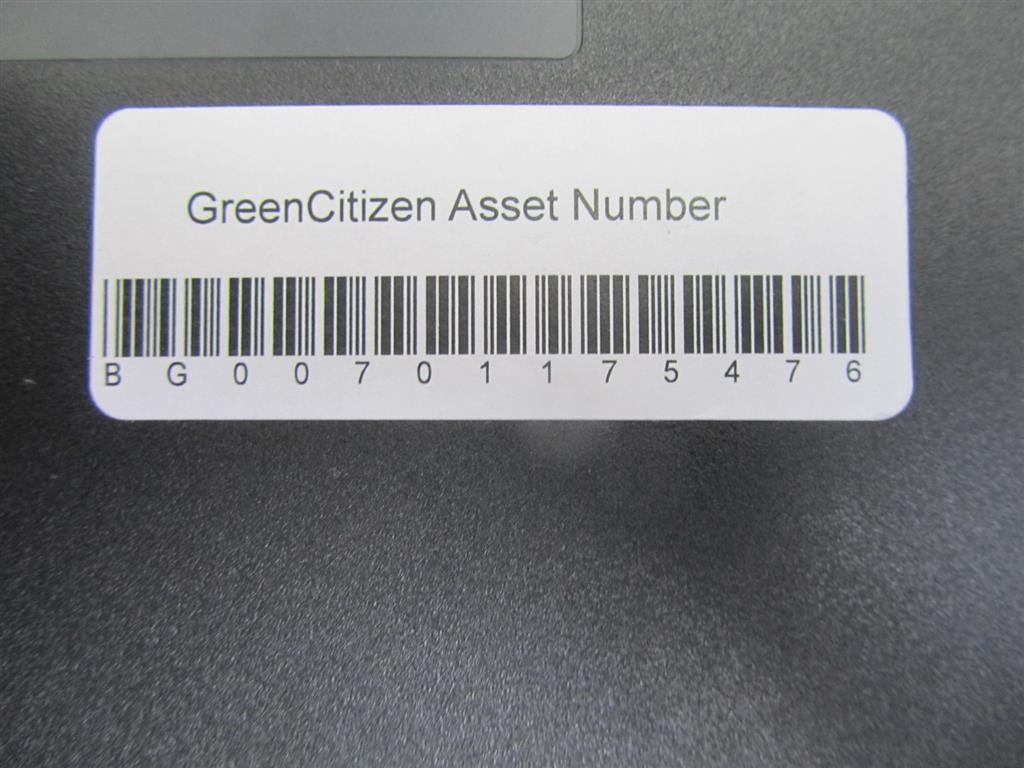 GreenCitizen Asset Number
B G 0 0 7 0 1 1 7 5 4 7 6